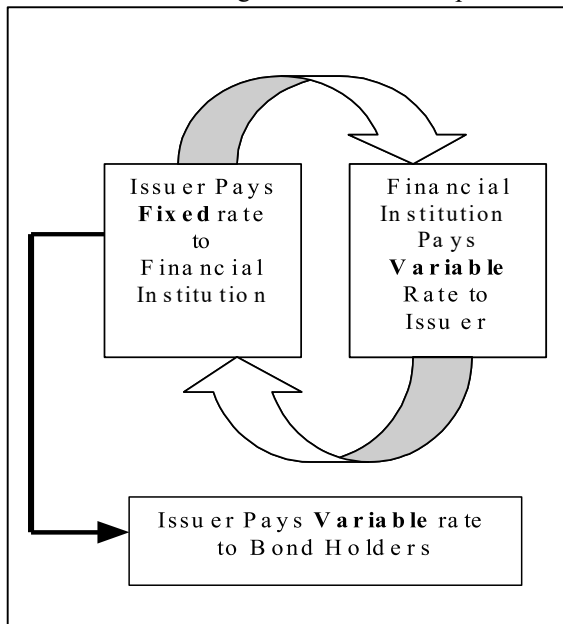 Issuer Pays
Fixed rate
to
Financial
Institution
Financial
Institution
Pays
Variable
Rate to
Issuer
Issuer Pays Variable rate
to Bond Holders